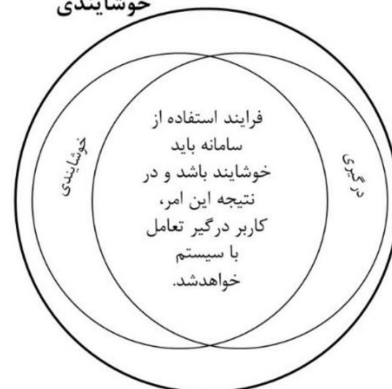 خوشایندی
خوشایندی
فرایند استفاده از
سامانه باید
خوشایند باشد و در
نتیجه این امر،
کاربر درگیر تعامل
با سیستم
خواهدشد.
درگیری